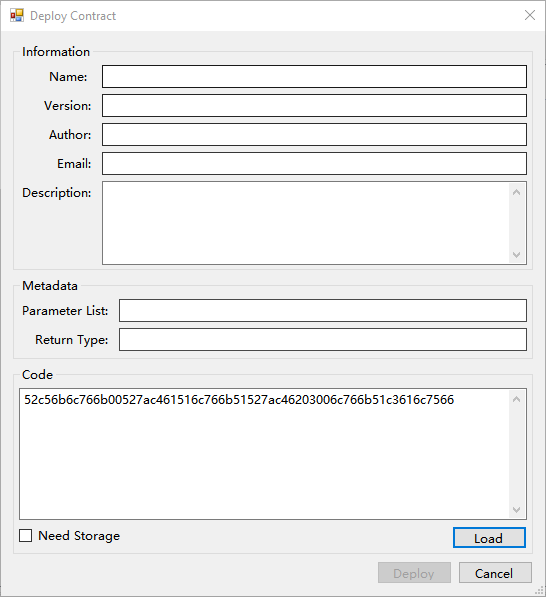 Deploy Contract
Information
Name:
Version:
Author:
Email:
Description:
Metadata
Parameter List:
Return Type:
Code
52c56b6c766b00527ac461516c766b51527ac46203006c766b51c3616c7566
Need Storage
Load
Deploy
Cancel